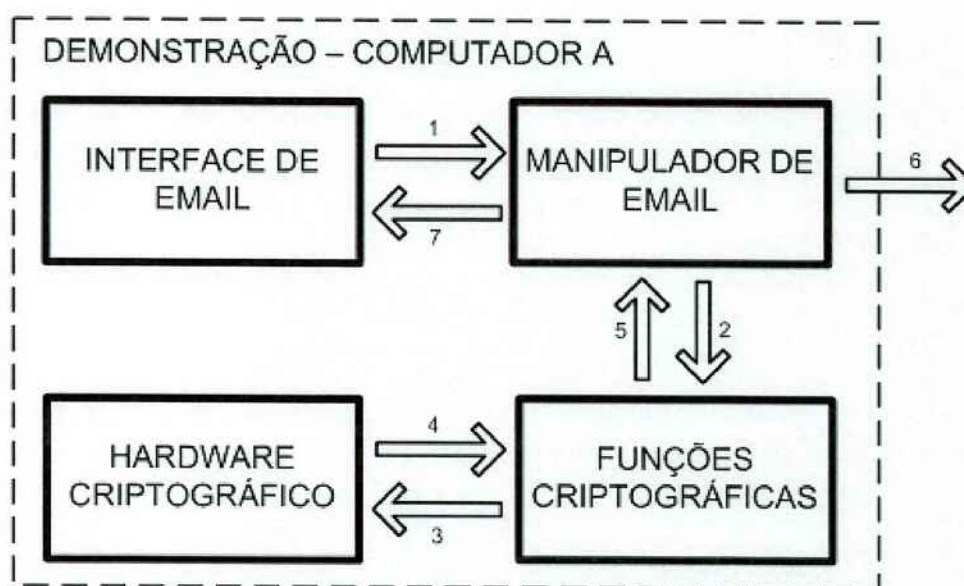 DEMONSTRAÇÃO – COMPUTADOR A
INTERFACE DE
EMAIL
1
7
MANIPULADOR DE
EMAIL
6
5
2
HARDWARE
CRIPTOGRÁFICO
4
3
FUNÇÕES
CRIPTOGRÁFICAS